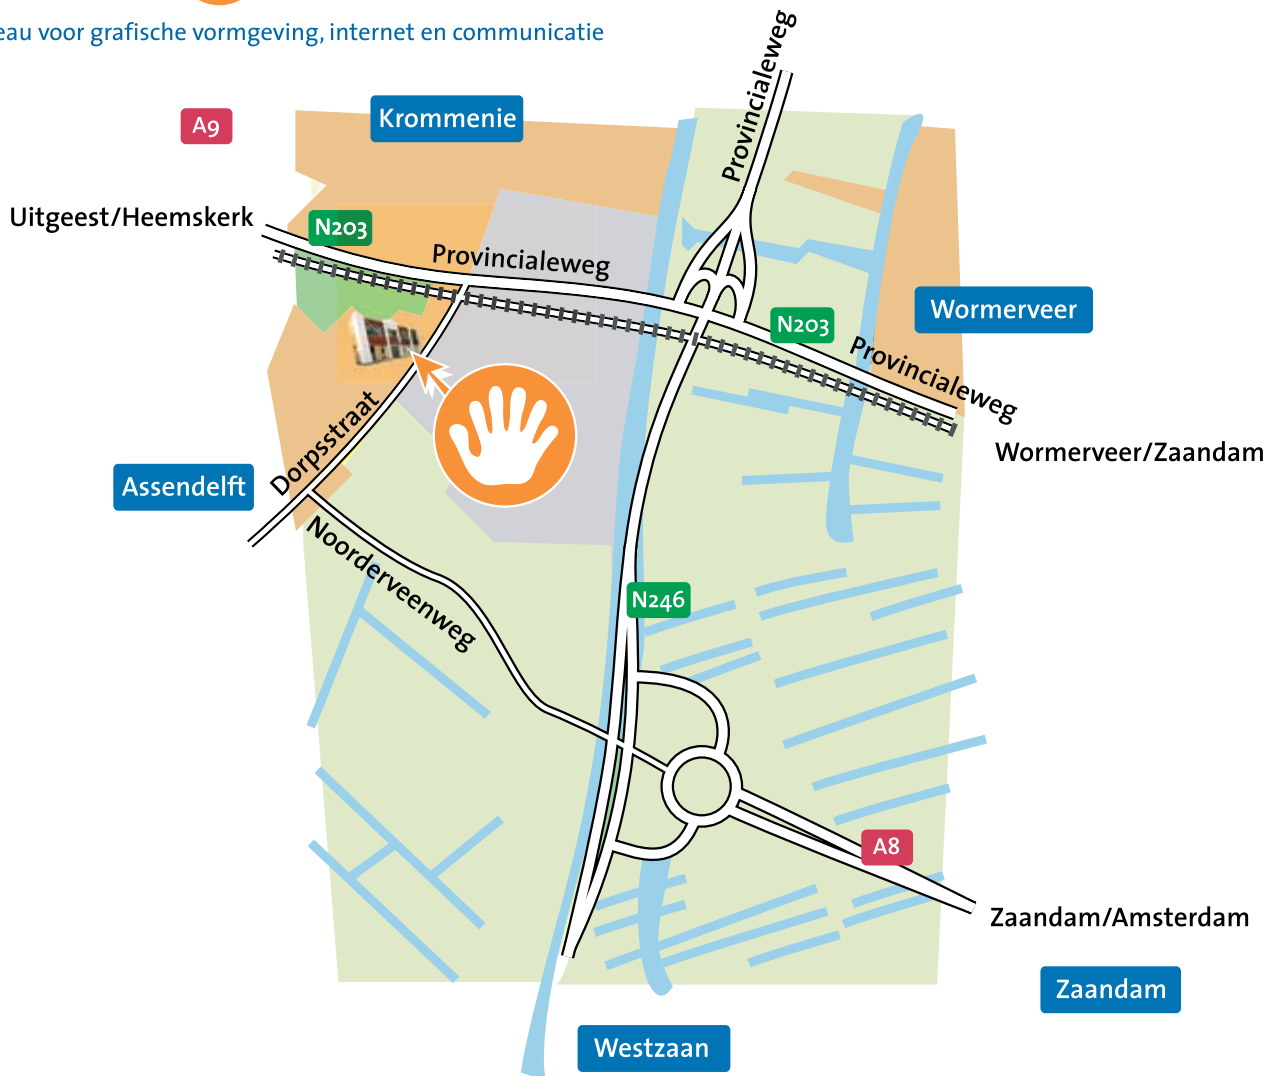 voor grafische vormgeving, internet en communicatie
Provincialeweg
A9
Krommenie
Uitgeest/Heemskerk
N203
Provincialeweg
Wormerveer
N203
Provincialeweg
Wormerveer/Zaandam
Dorpsstraat
Assendelft
Noorderveenweg
N246
A8
Zaandam/Amsterdam
Zaandam
Westzaan